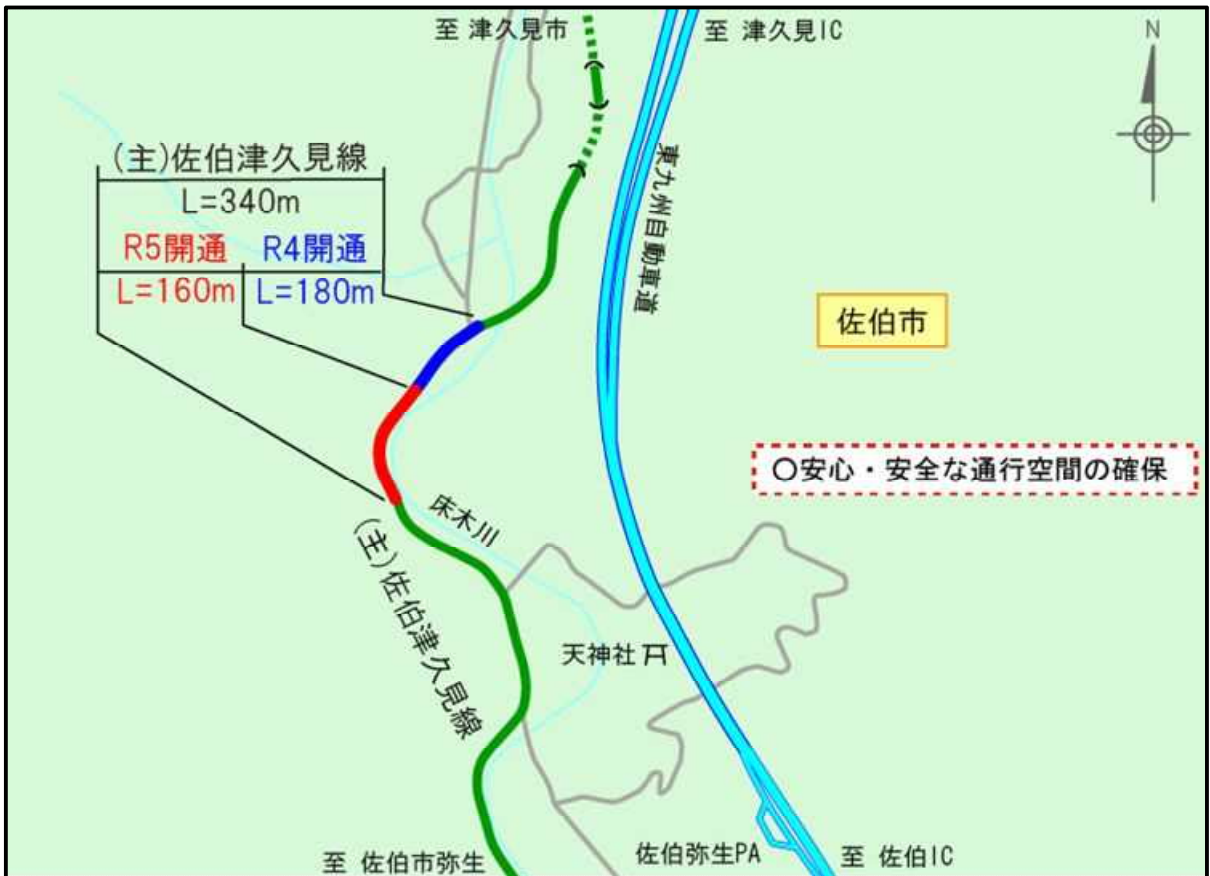 至 津久見市
至 津久見IC
N
(主)佐伯津久見線
L=340m
R5開通 R4開通
L=160m L=180m
東九州自動車道
佐伯市
〇安心・安全な通行空間の確保
床木川
(主)佐伯津久見線
天神社
佐伯弥生PA
至 佐伯IC
至 佐伯市弥生